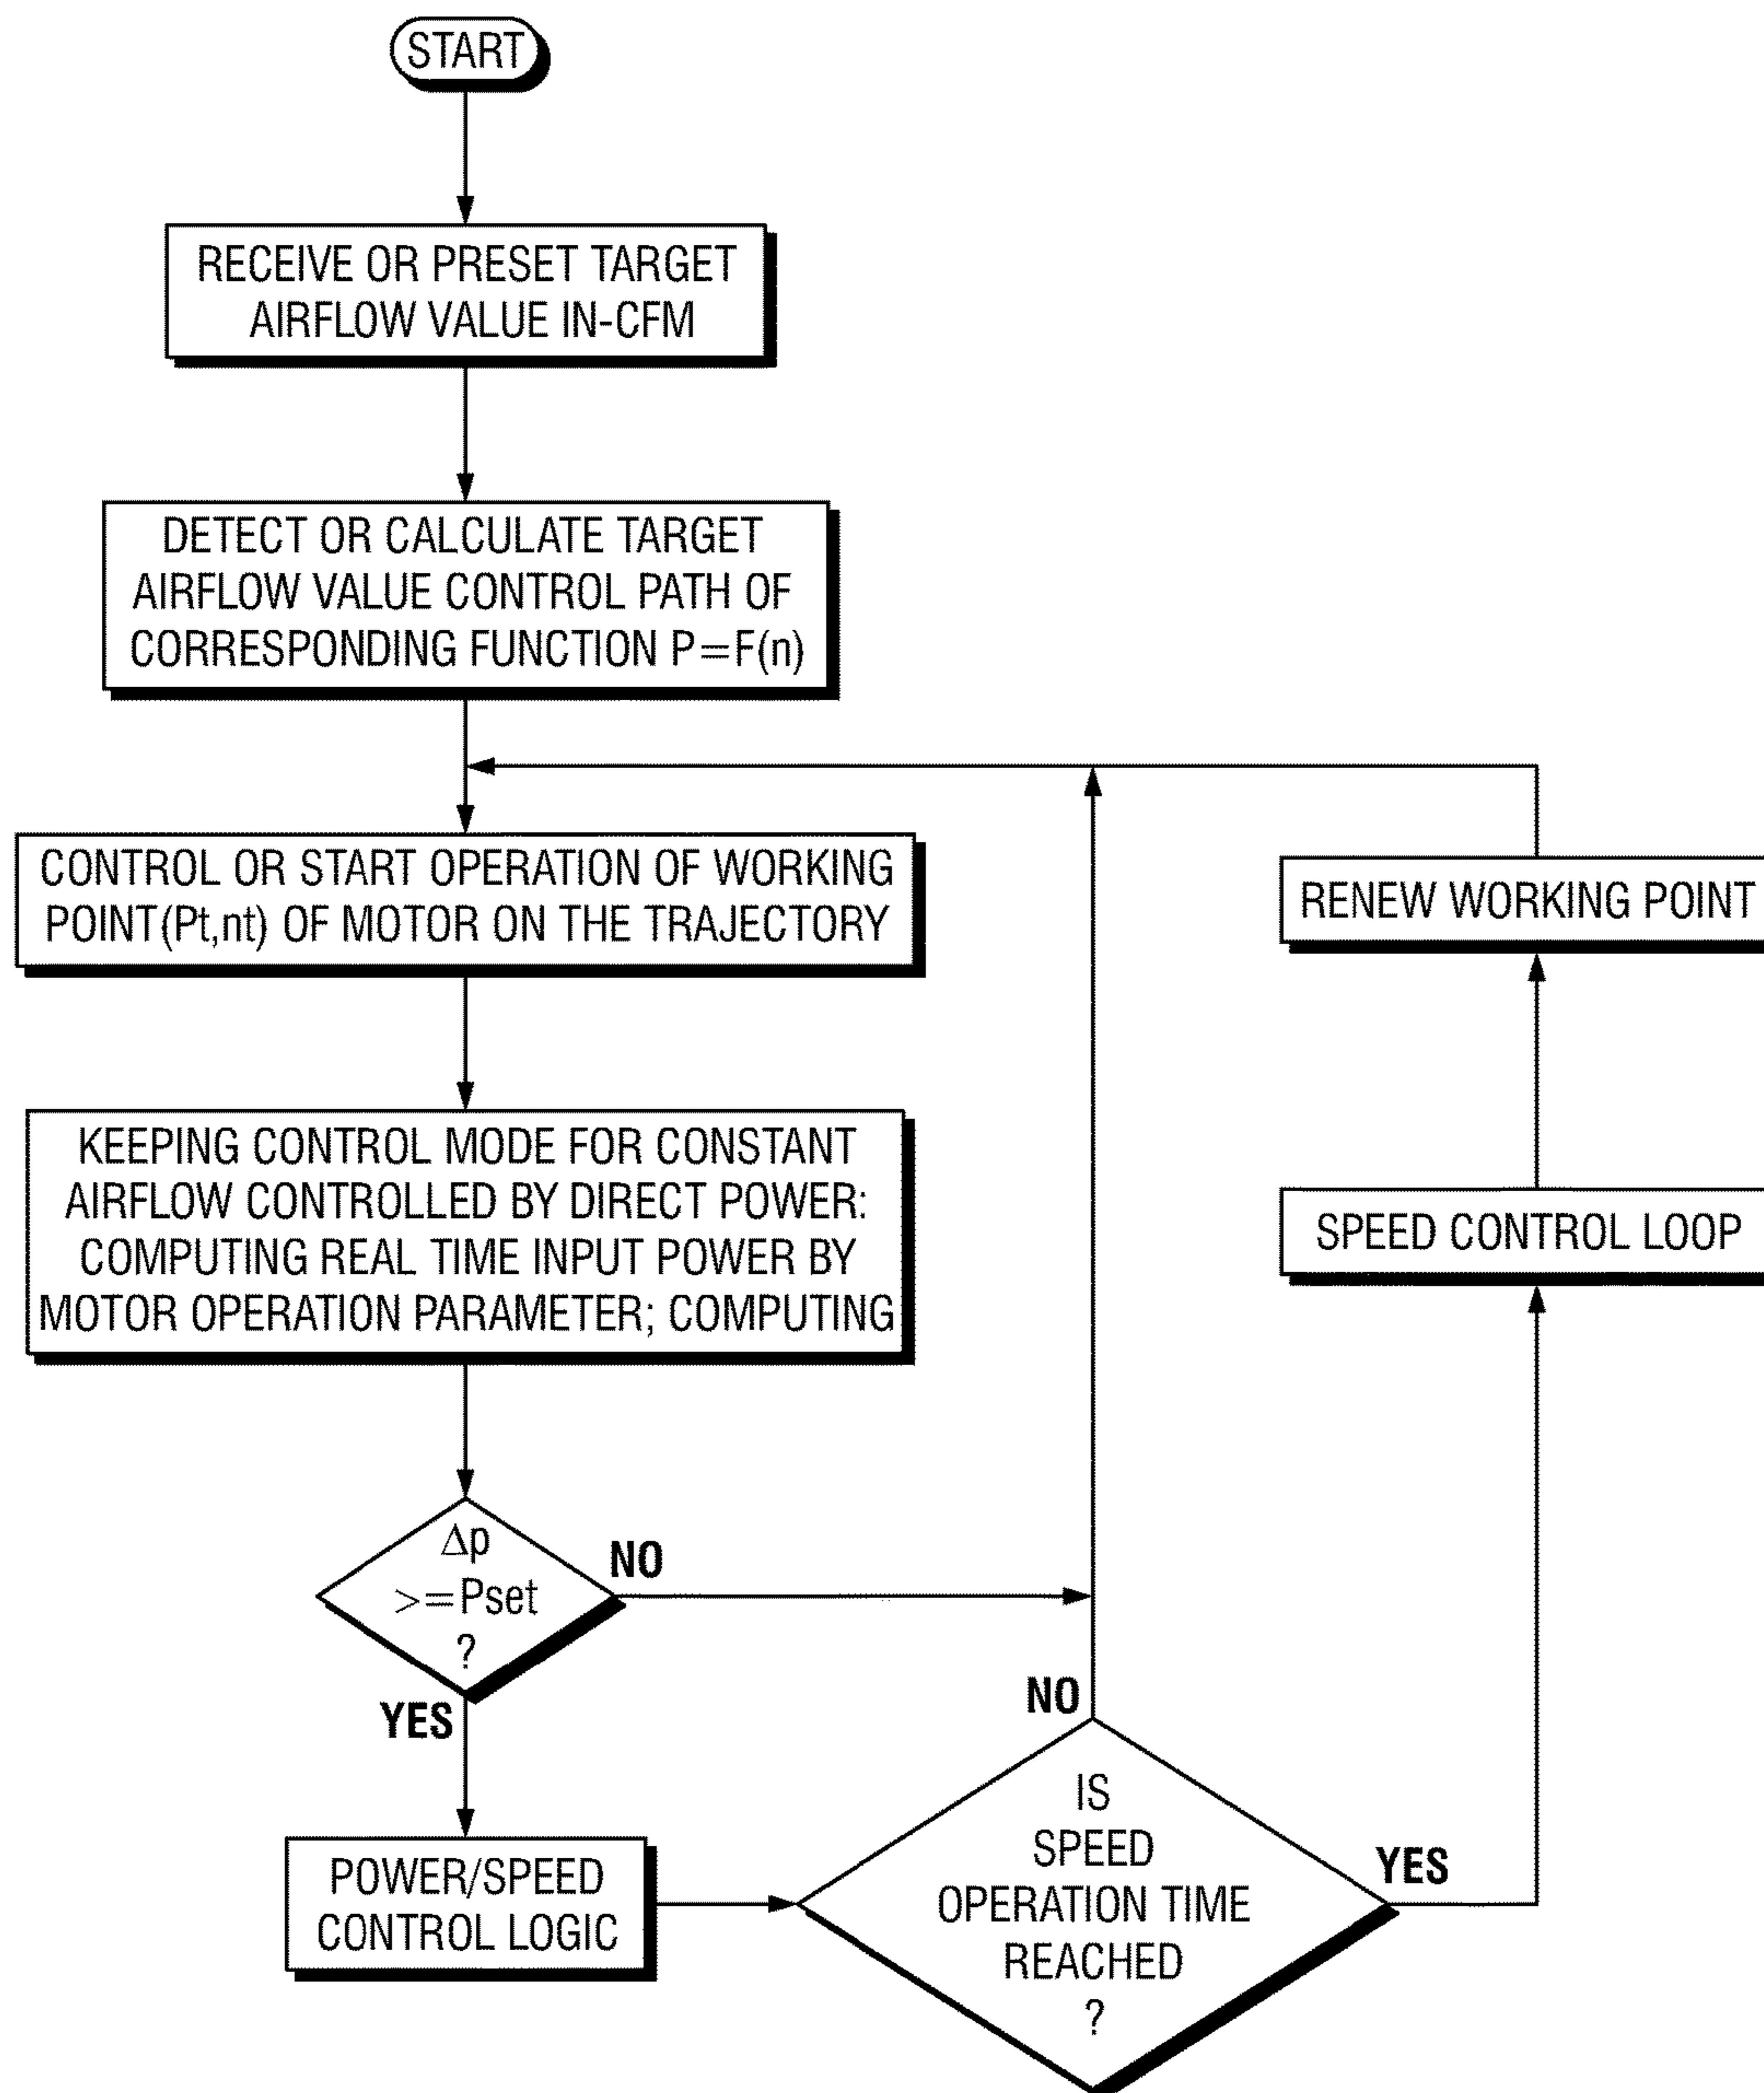 START
RECEIVE OR PRESET TARGET
AIRFLOW VALUE IN-CFM
DETECT OR CALCULATE TARGET
AIRFLOW VALUE CONTROL PATH OF
CORRESPONDING FUNCTION P=F(n)
CONTROL OR START OPERATION OF WORKING
POINT(Pt,nt) OF MOTOR ON THE TRAJECTORY
RENEW WORKING POINT
KEEPING CONTROL MODE FOR CONSTANT
AIRFLOW CONTROLLED BY DIRECT POWER:
COMPUTING REAL TIME INPUT POWER BY
MOTOR OPERATION PARAMETER; COMPUTING
SPEED CONTROL LOOP
Δp
>=Pset
?
NO
YES
POWER/SPEED
CONTROL LOGIC
NO
IS
SPEED
OPERATION TIME
REACHED
?
YES